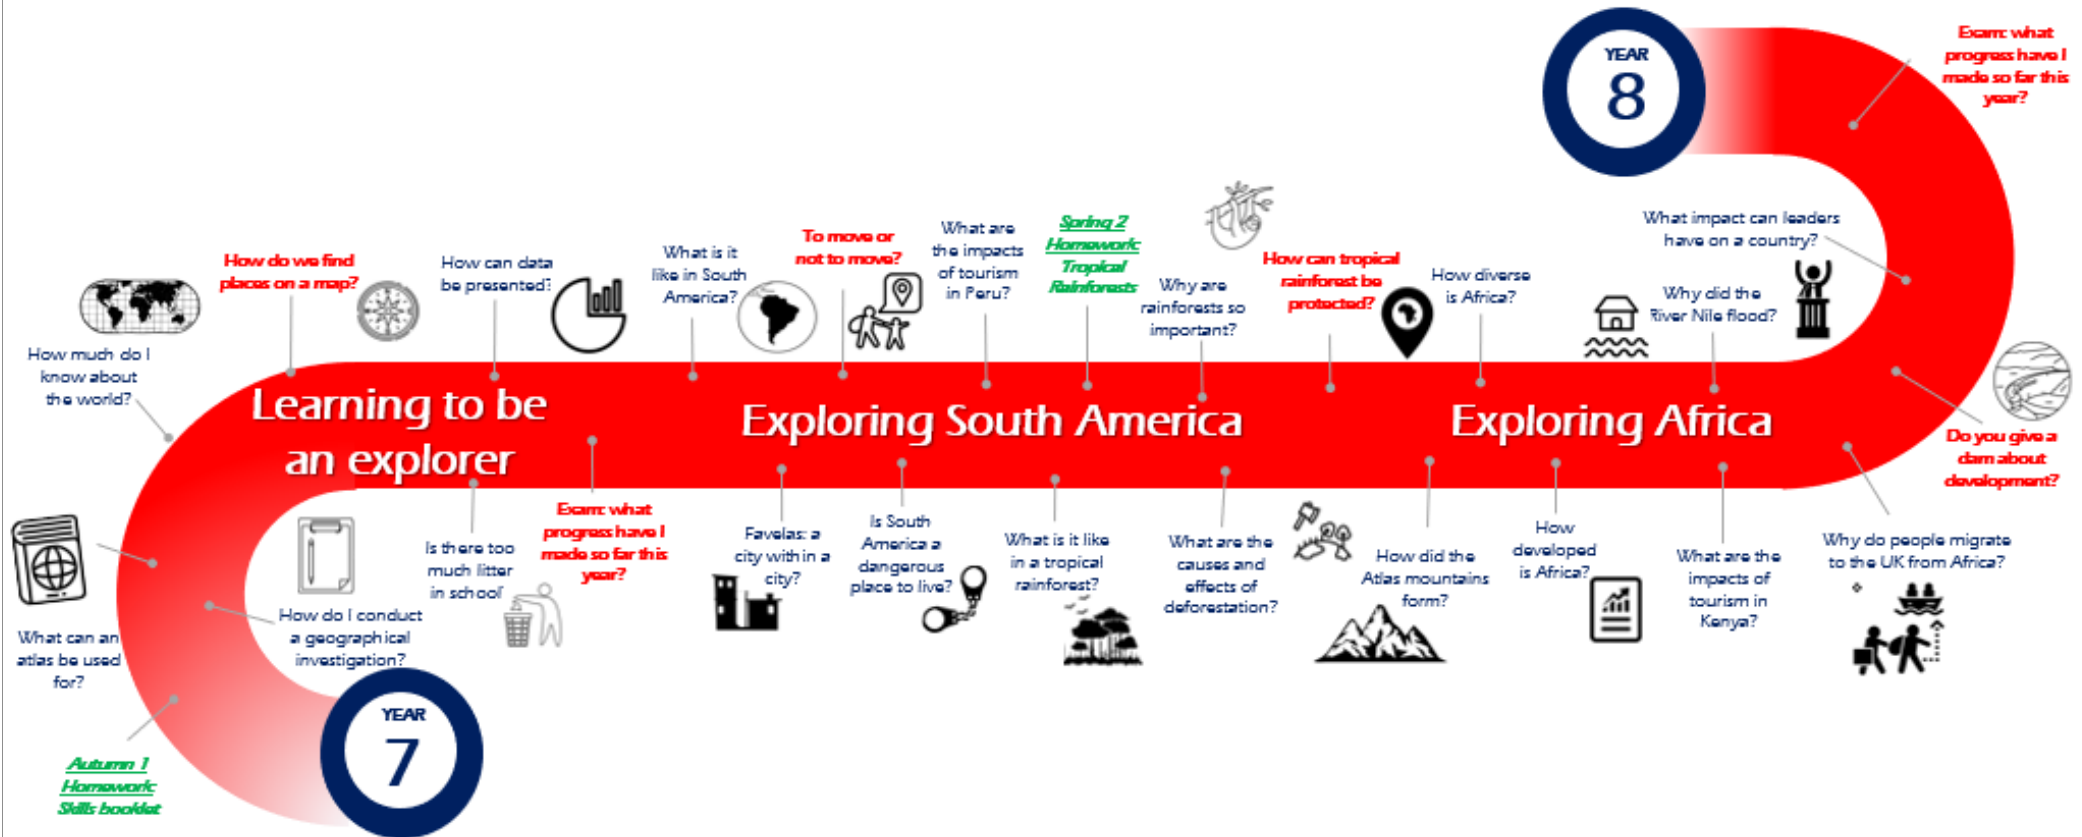 YEAR
7
Autumn 1
Homework:
Skills booklet
What can an
atlas be used
for?
How do I conduct
a geographical
investigation?
How much do I
know about
the world?
How do we find
places on a map?
Learning to be
an explorer
How can data
be presented?
Is there too
much litter
in school
Exam: what
progress have I
made so far this
year?
Exploring South America
What is it
like in South
America?
Favelas: a
city within a
city?
To move or
not to move?
Is South
America a
dangerous
place to live?
What are
the impacts
of tourism
in Peru?
What is it like
in a tropical
rainforest?
Spring 2
Homework:
Tropical
Rainforests
Why are
rainforests so
important?
What are the
causes and
effects of
deforestation?
How can tropical
rainforest be
protected?
Exploring Africa
How did the
Atlas mountains
form?
How diverse
is Africa?
How
developed
is Africa?
What are the
impacts of
tourism in
Kenya?
Why did the
River Nile flood?
Why do people migrate
to the UK from Africa?
Do you give a
dam about
development?
What impact can leaders
have on a country?
Exam: what
progress have I
made so far this
year?
YEAR
8